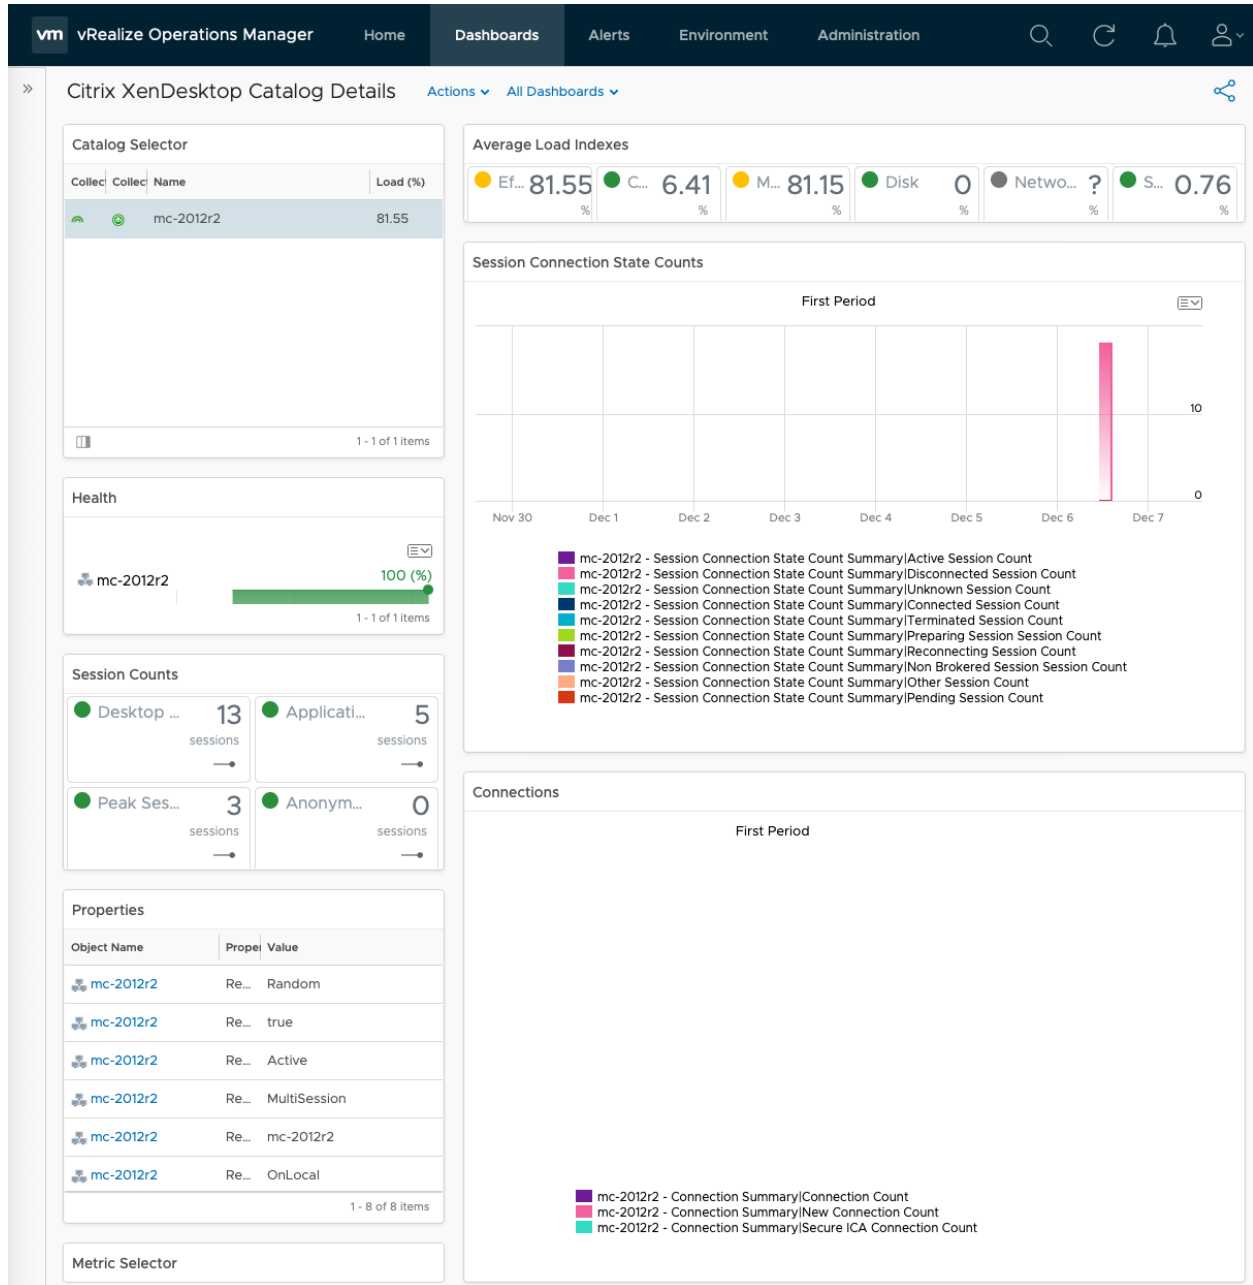 vm vRealize Operations Manager Home Dashboards Alerts Environment Administration
» Citrix XenDesktop Catalog Details Actions All Dashboards
Catalog Selector
Collec Collec Name Load (%)
mc-2012r2 81.55
1 - 1 of 1 items
Health
mc-2012r2 100 (%)
1 - 1 of 1 items
Session Counts
Desktop ... 13 Applicati... 5
sessions sessions
Peak Ses... 3 Anonym... 0
sessions sessions
Properties
Object Name Proper Value
mc-2012r2 Re... Random
mc-2012r2 Re... true
mc-2012r2 Re... Active
mc-2012r2 Re... MultiSession
mc-2012r2 Re... mc-2012r2
mc-2012r2 Re... OnLocal
1 - 8 of 8 items
Metric Selector
Average Load Indexes
Ef... 81.55 C... 6.41 M... 81.15 Disk 0 Netwo... ? S... 0.76
% % % % % %
Session Connection State Counts
First Period
10
0
Nov 30 Dec 1 Dec 2 Dec 3 Dec 4 Dec 5 Dec 6 Dec 7
mc-2012r2 - Session Connection State Count Summary|Active Session Count
mc-2012r2 - Session Connection State Count Summary|Disconnected Session Count
mc-2012r2 - Session Connection State Count Summary|Unknown Session Count
mc-2012r2 - Session Connection State Count Summary|Connected Session Count
mc-2012r2 - Session Connection State Count Summary|Terminated Session Count
mc-2012r2 - Session Connection State Count Summary|Preparing Session Session Count
mc-2012r2 - Session Connection State Count Summary|Reconnecting Session Count
mc-2012r2 - Session Connection State Count Summary|Non Brokered Session Session Count
mc-2012r2 - Session Connection State Count Summary|Other Session Count
mc-2012r2 - Session Connection State Count Summary|Pending Session Count
Connections
First Period
mc-2012r2 - Connection Summary|Connection Count
mc-2012r2 - Connection Summary|New Connection Count
mc-2012r2 - Connection Summary|Secure ICA Connection Count